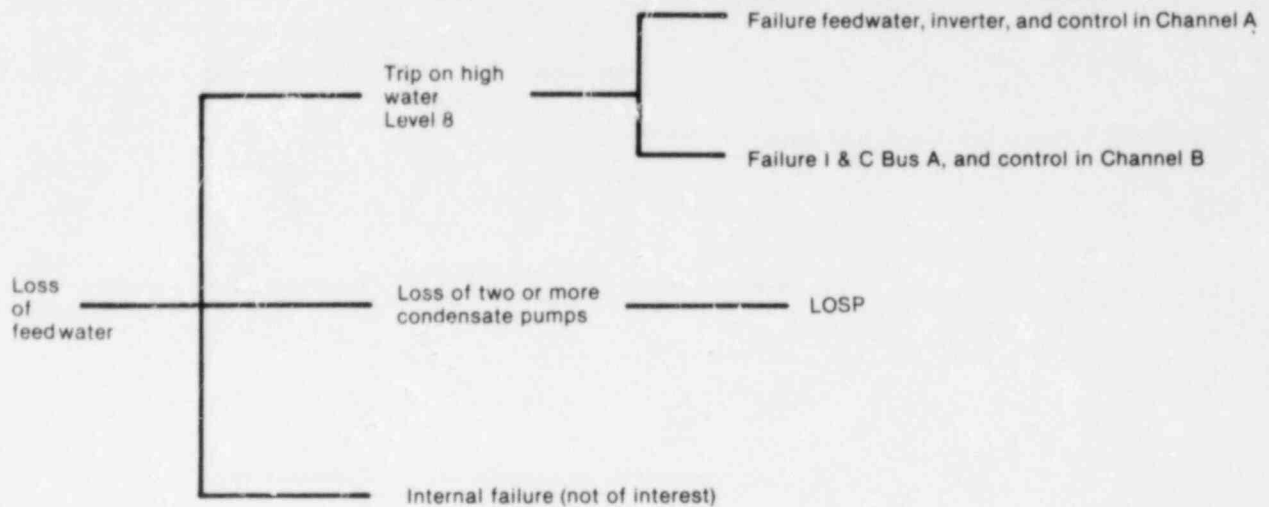 Failure feedwater, inverter, and control in Channel A
Trip on high
water
Level 8
Failure I & C Bus A, and control in Channel B
Loss
of
feedwater
Loss of two or more
condensate pumps
LOSP
Internal failure (not of interest)